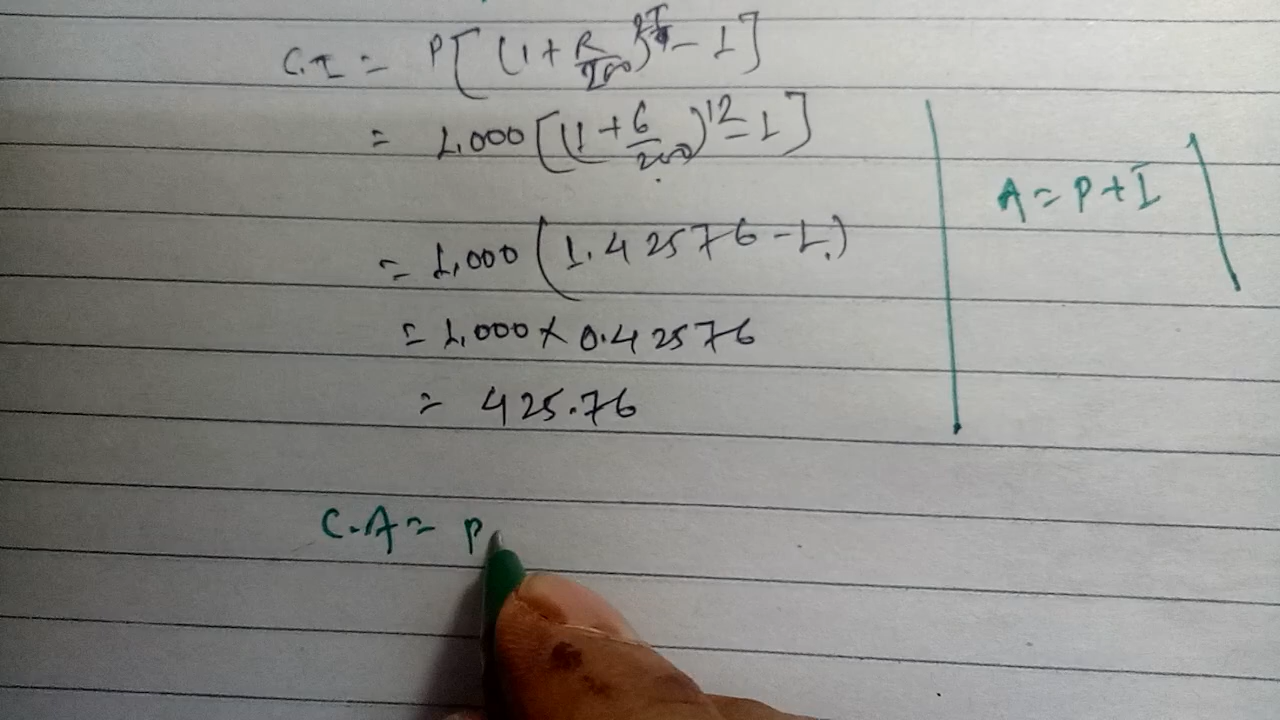 C.I = P[(1+R/200)^2T - 1]
= 1,000[(1+6/200)^12 - 1]
= 1,000(1.42576-1.)
= 1,000 × 0.42576
= 425.76
A = P + I
C.A = P